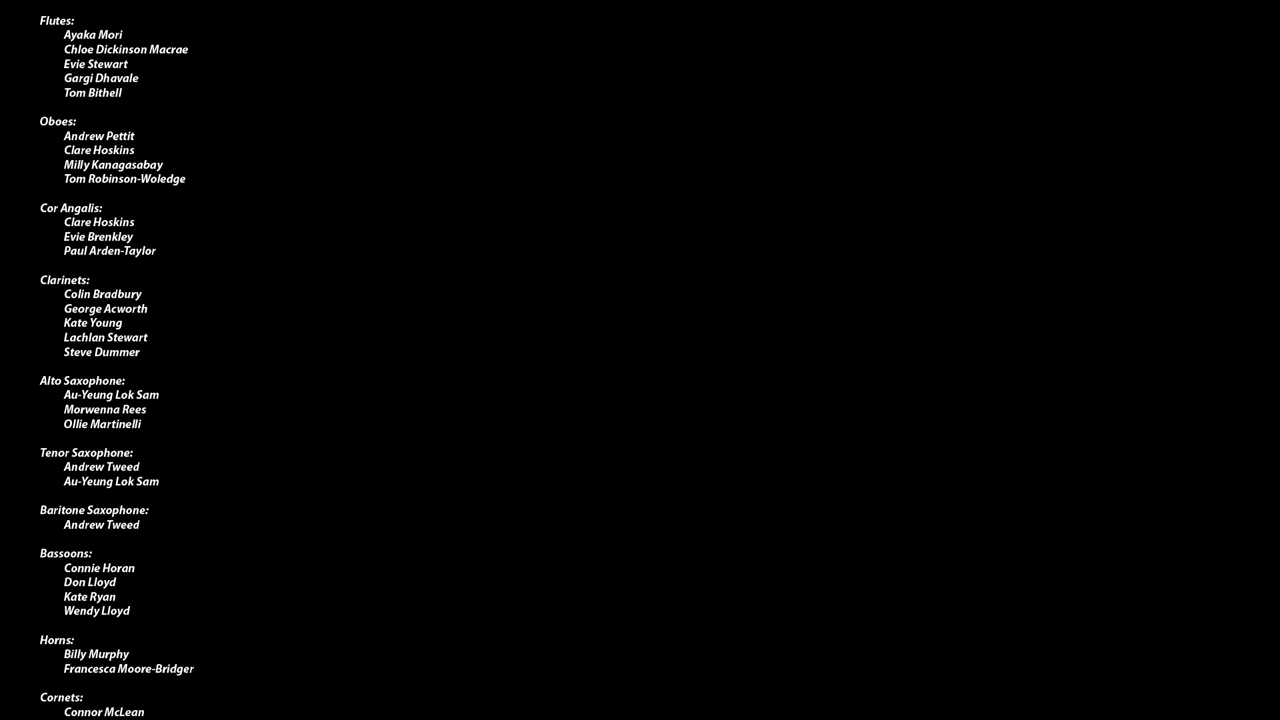 Flutes:
Ayaka Mori
Chloe Dickinson Macrae
Evie Stewart
Gargi Dhavale
Tom Bithell
Oboes:
Andrew Pettit
Clare Hoskins
Milly Kanagasabay
Tom Robinson-Woledge
Cor Angalis:
Clare Hoskins
Evie Brenkley
Paul Arden-Taylor
Clarinets:
Colin Bradbury
George Acworth
Kate Young
Lachlan Stewart
Steve Dummer
Alto Saxophone:
Au-Yeung Lok Sam
Morwenna Rees
Ollie Martinelli
Tenor Saxophone:
Andrew Tweed
Au-Yeung Lok Sam
Baritone Saxophone:
Andrew Tweed
Bassoons:
Connie Horan
Don Lloyd
Kate Ryan
Wendy Lloyd
Horns:
Billy Murphy
Francesca Moore-Bridger
Cornets:
Connor McLean